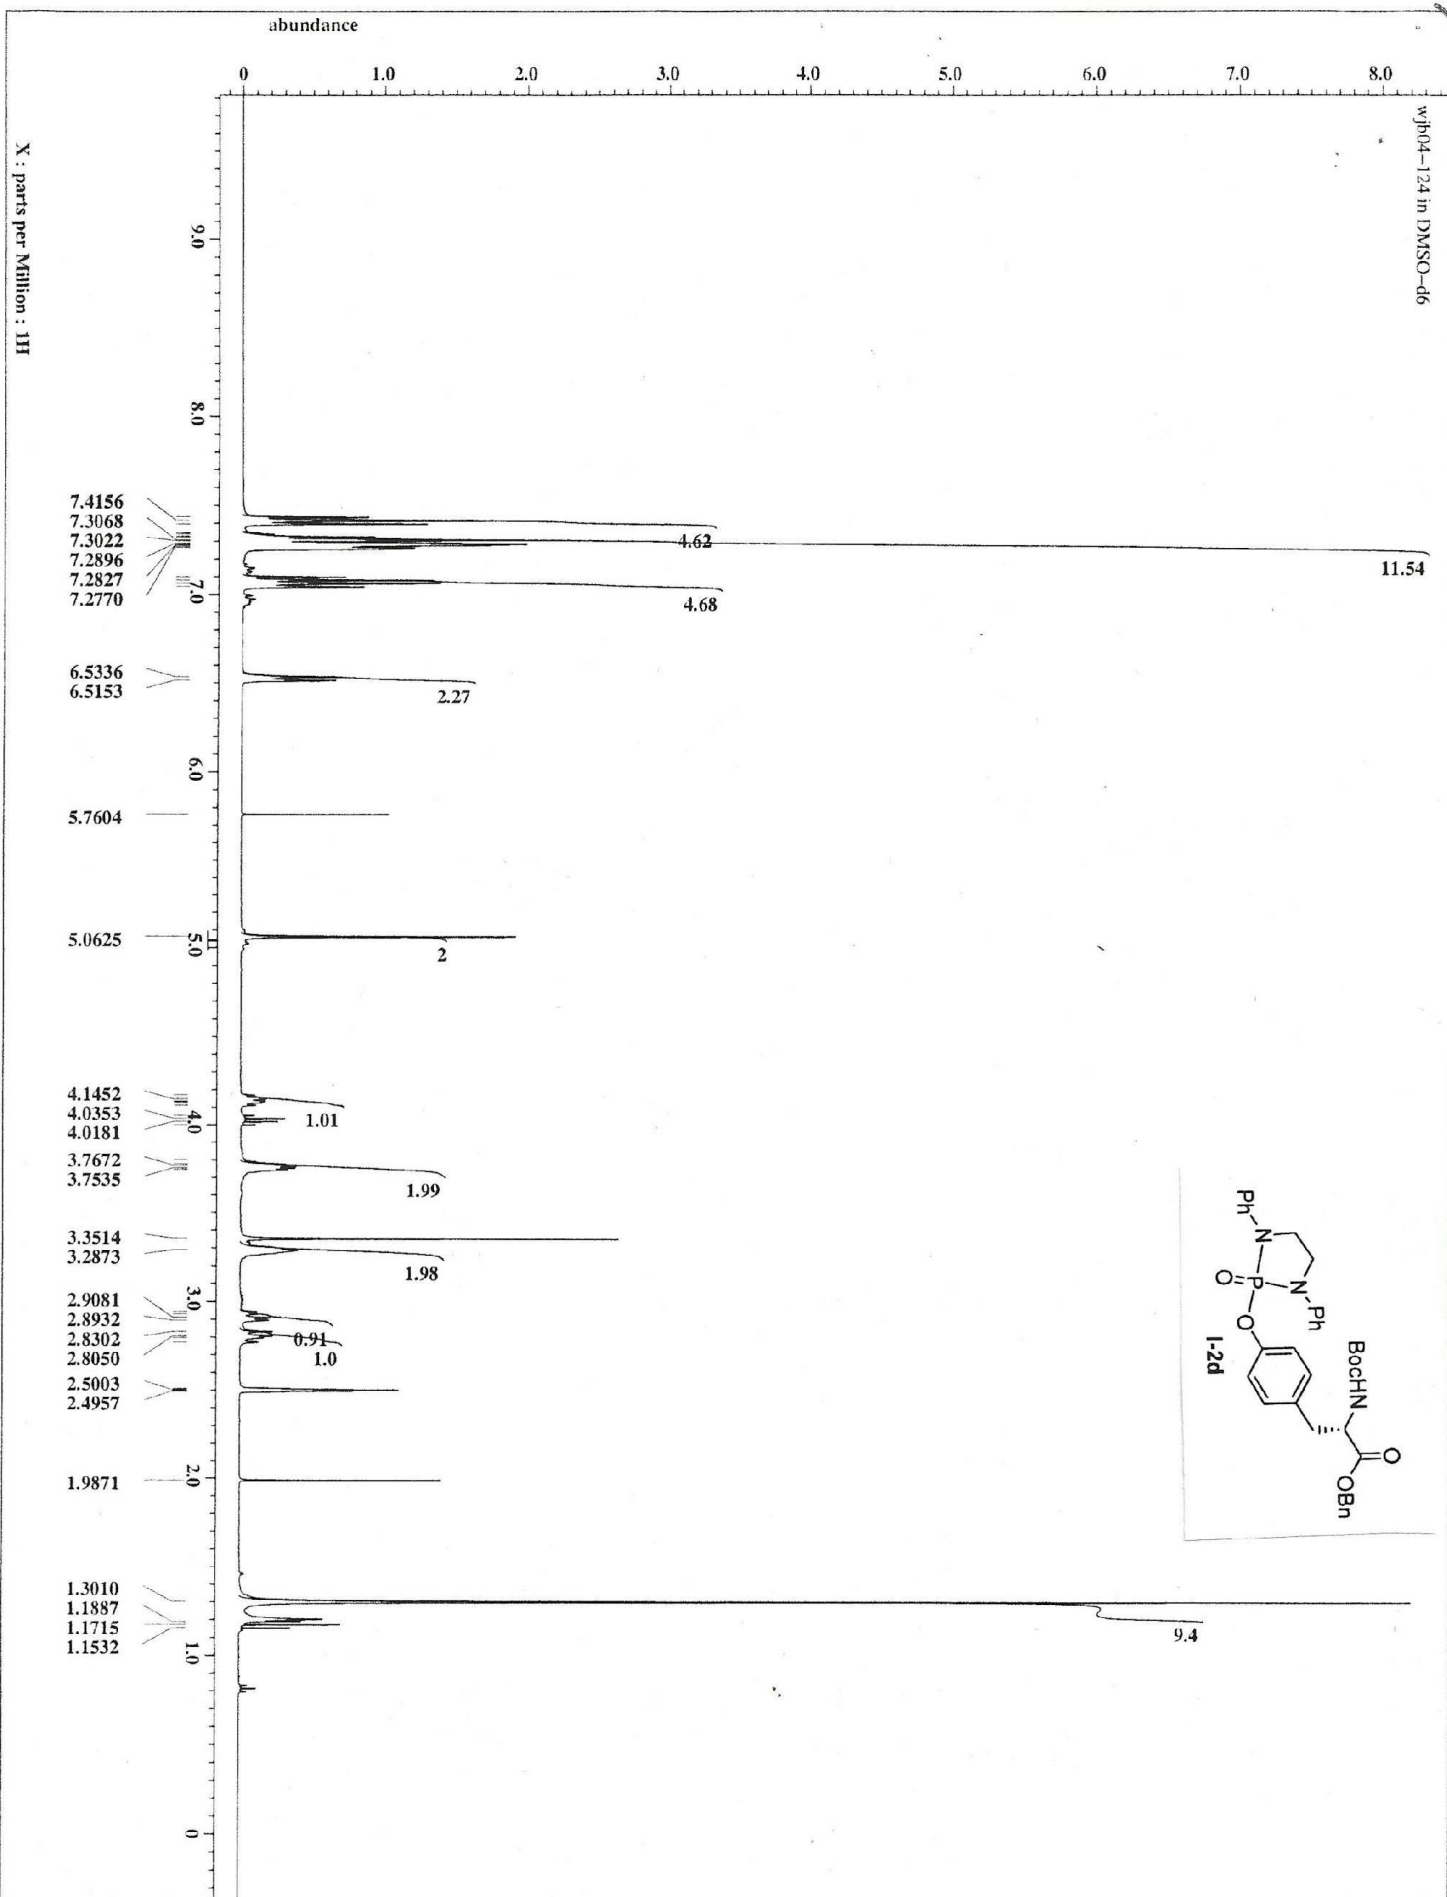 wjb04-124 in DMSO-d6
abundance
0 1.0 2.0 3.0 4.0 5.0 6.0 7.0 8.0
11.54
4.62
4.68
2.27
2
1.01
1.99
1.98
0.91
1.0
9.4
Ph
N
O=P
N
Ph
O
BocHN
O
OBn
I-2d
9.0 8.0 7.0 6.0 5.0 4.0 3.0 2.0 1.0 0
7.4156
7.3068
7.3022
7.2896
7.2827
7.2770
6.5336
6.5153
5.7604
5.0625
4.1452
4.0353
4.0181
3.7672
3.7535
3.3514
3.2873
2.9081
2.8932
2.8302
2.8050
2.5003
2.4957
1.9871
1.3010
1.1887
1.1715
1.1532
X : parts per Million : 1H